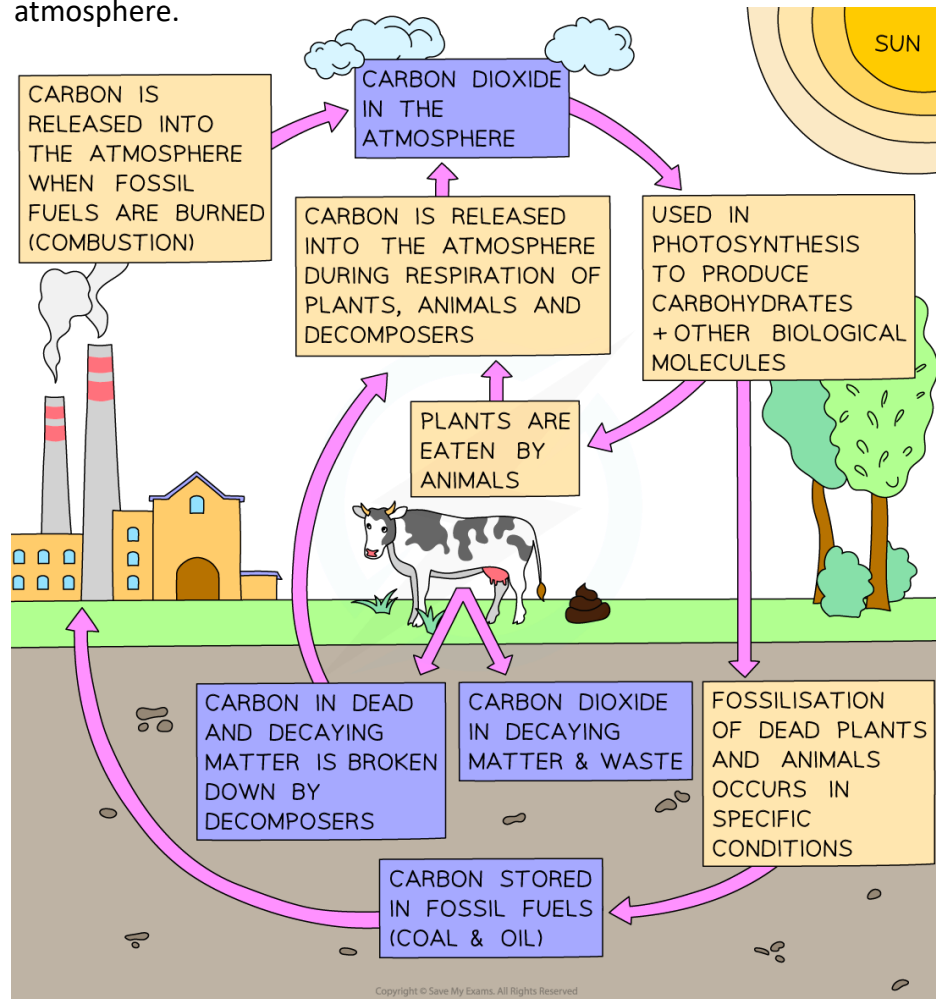 atmosphere.
SUN
CARBON IS
RELEASED INTO
THE ATMOSPHERE
WHEN FOSSIL
FUELS ARE BURNED
(COMBUSTION)
CARBON DIOXIDE
IN THE
ATMOSPHERE
CARBON IS RELEASED
INTO THE ATMOSPHERE
DURING RESPIRATION OF
PLANTS, ANIMALS AND
DECOMPOSERS
USED IN
PHOTOSYNTHESIS
TO PRODUCE
CARBOHYDRATES
+ OTHER BIOLOGICAL
MOLECULES
PLANTS ARE
EATEN BY
ANIMALS
CARBON IN DEAD
AND DECAYING
MATTER IS BROKEN
DOWN BY
DECOMPOSERS
CARBON DIOXIDE
IN DECAYING
MATTER & WASTE
FOSSILISATION
OF DEAD PLANTS
AND ANIMALS
OCCURS IN
SPECIFIC
CONDITIONS
CARBON STORED
IN FOSSIL FUELS
(COAL & OIL)
Copyright © Save My Exams. All Rights Reserved